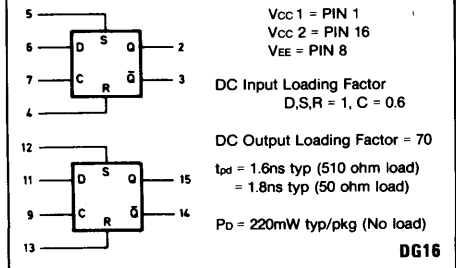 5
S
6 D Q 2
7 C Q̅ 3
R
4
12
S
11 D Q 15
9 C Q̅ 14
R
13
VCC 1 = PIN 1
VCC 2 = PIN 16
VEE = PIN 8
DC Input Loading Factor
D,S,R = 1, C = 0.6
DC Output Loading Factor = 70
tpd = 1.6ns typ (510 ohm load)
= 1.8ns typ (50 ohm load)
PD = 220mW typ/pkg (No load)
DG16